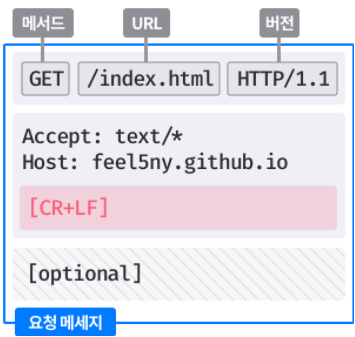 메서드 URL 버전
GET /index.html HTTP/1.1
Accept: text/*
Host: feel5ny.github.io
[CR+LF]
[optional]
요청 메세지